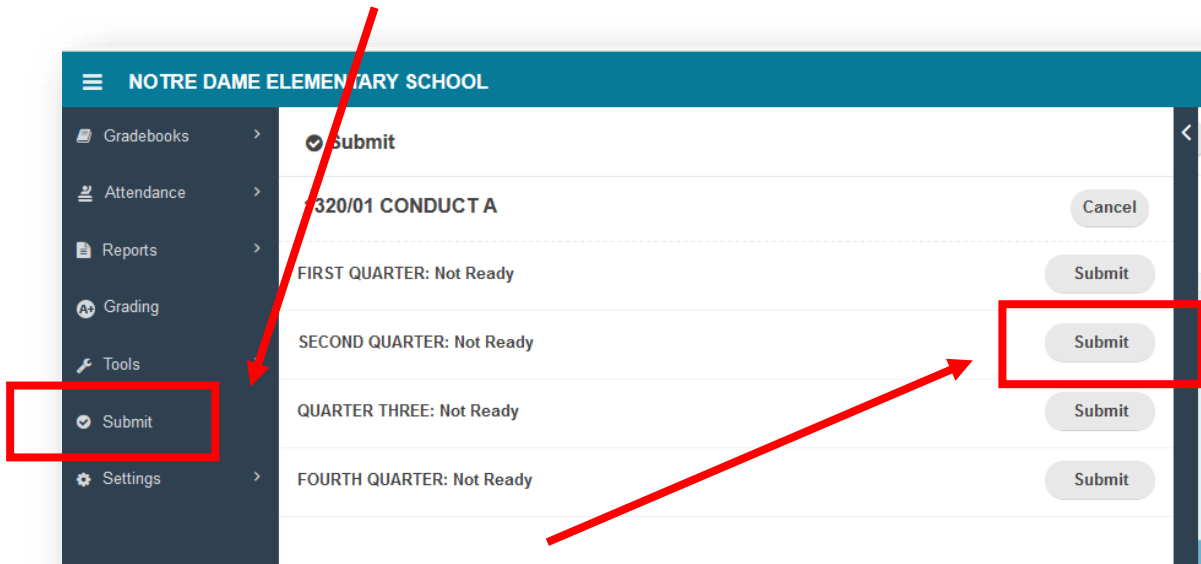 NOTRE DAME ELEMENTARY SCHOOL
Gradebooks
Attendance
Reports
A+ Grading
Tools
Submit
Settings
Submit
320/01 CONDUCT A
Cancel
FIRST QUARTER: Not Ready
Submit
SECOND QUARTER: Not Ready
Submit
QUARTER THREE: Not Ready
Submit
FOURTH QUARTER: Not Ready
Submit